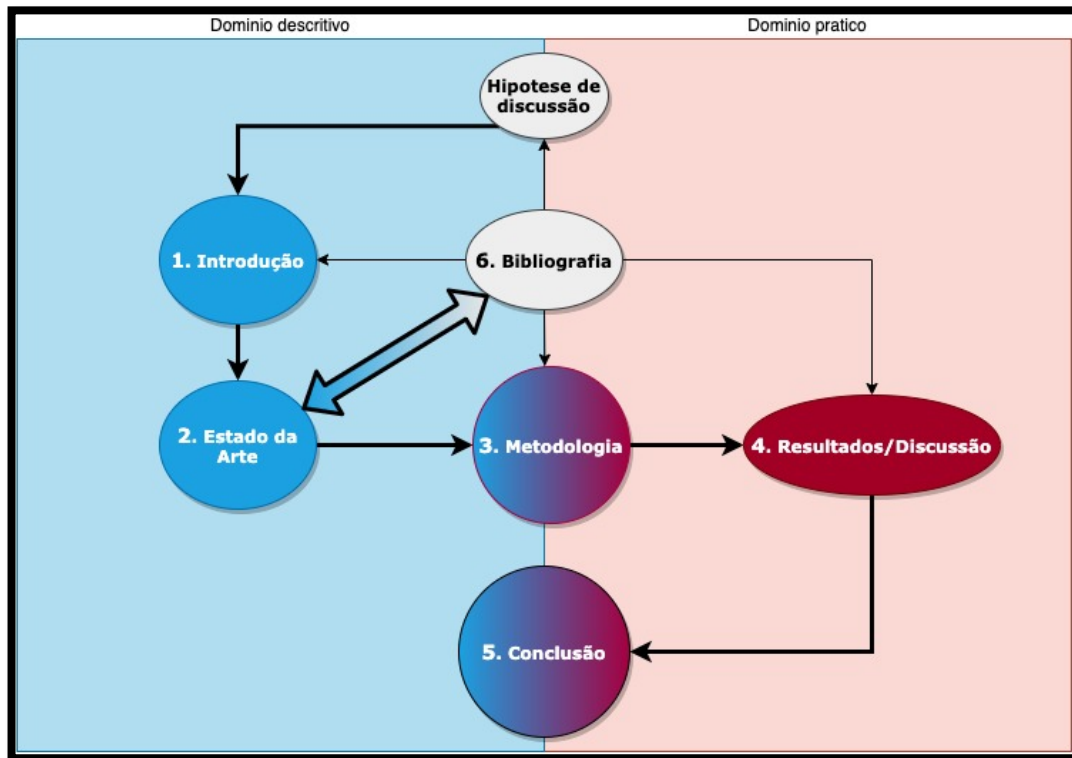 Dominio descritivo
Dominio pratico
Hipotese de
discussão
1. Introdução
6. Bibliografia
2. Estado da
Arte
3. Metodologia
4. Resultados/Discussão
5. Conclusão